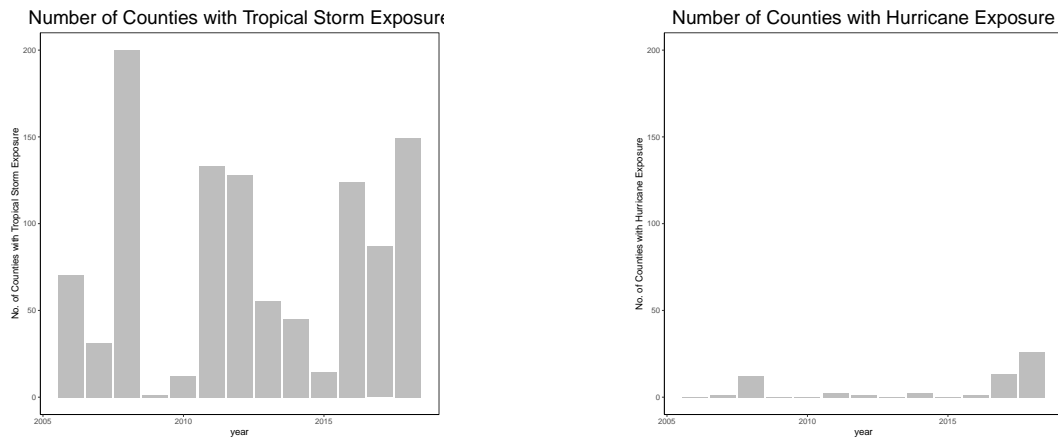 Number of Counties with Tropical Storm Exposure
No. of Counties with Tropical Storm Exposure
200
150
100
50
0
2005
2010
2015
year
Number of Counties with Hurricane Exposure
No. of Counties with Hurricane Exposure
200
150
100
50
0
2005
2010
2015
year